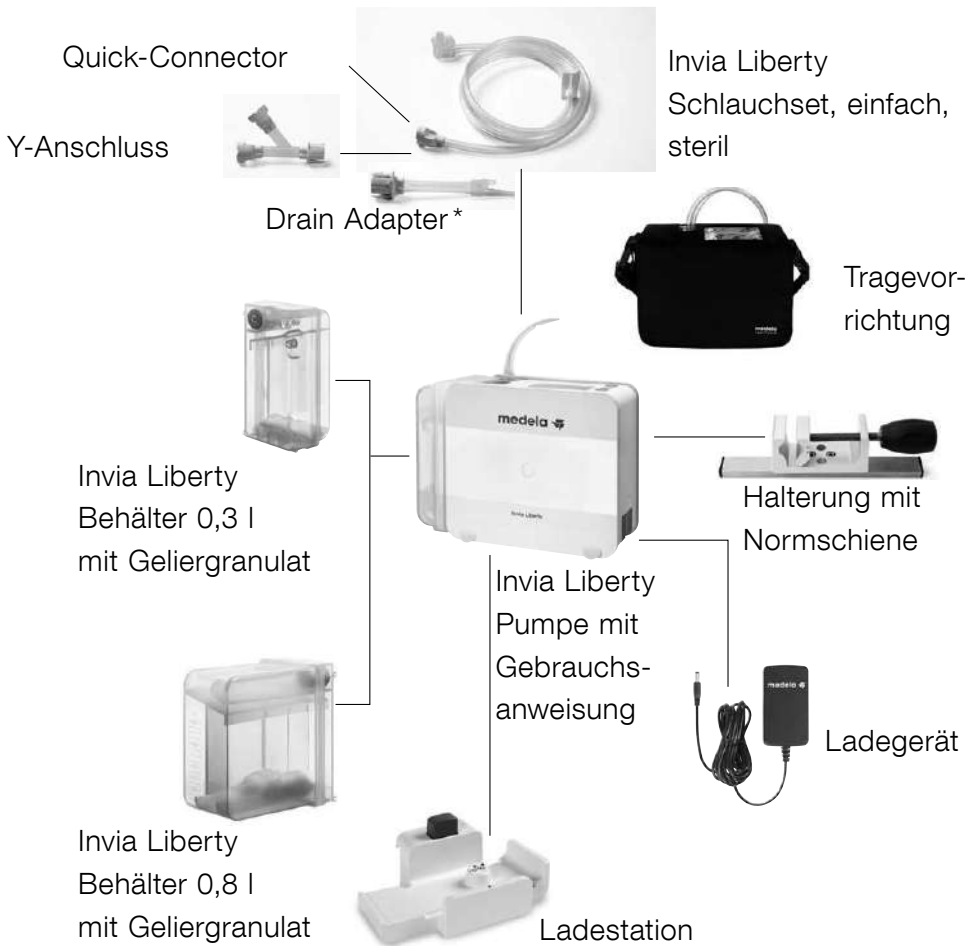 Quick-Connector
Y-Anschluss
Invia Liberty
Schlauchset, einfach,
steril
Drain Adapter*
medela
Tragevor-
richtung
medela
Invia Liberty
Invia Liberty
Behälter 0,3 l
mit Geliergranulat
Halterung mit
Normschiene
Invia Liberty
Pumpe mit
Gebrauchs-
anweisung
medela
Ladegerät
Invia Liberty
Behälter 0,8 l
mit Geliergranulat
Ladestation